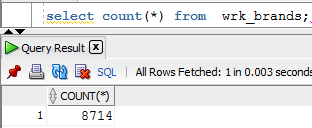 select count(*) from  wrk_brands;
Query Result x
SQL | All Rows Fetched: 1 in 0.003 seconds
COUNT(*)
1 8714